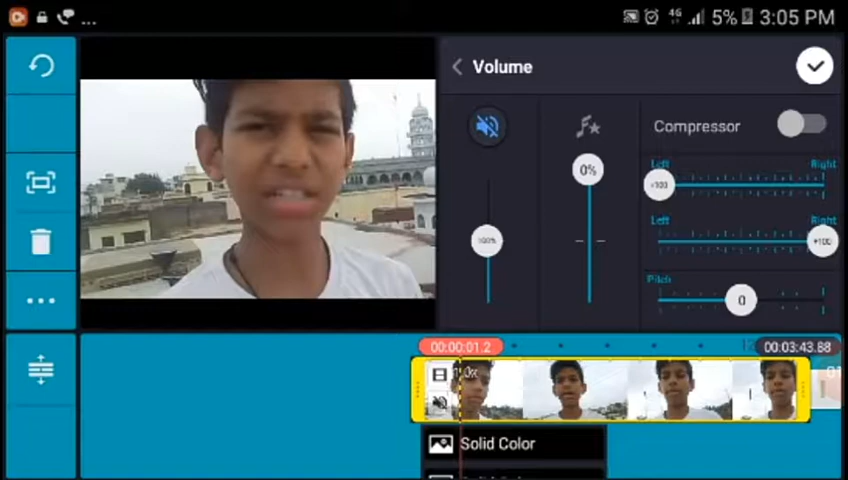 ... 4G 5% 3:05 PM
Volume
Compressor
Left Right
0%
-100
100%
Left Right
+100
Pitch
0
00:00:01.2 00:03:43.88
Solid Color